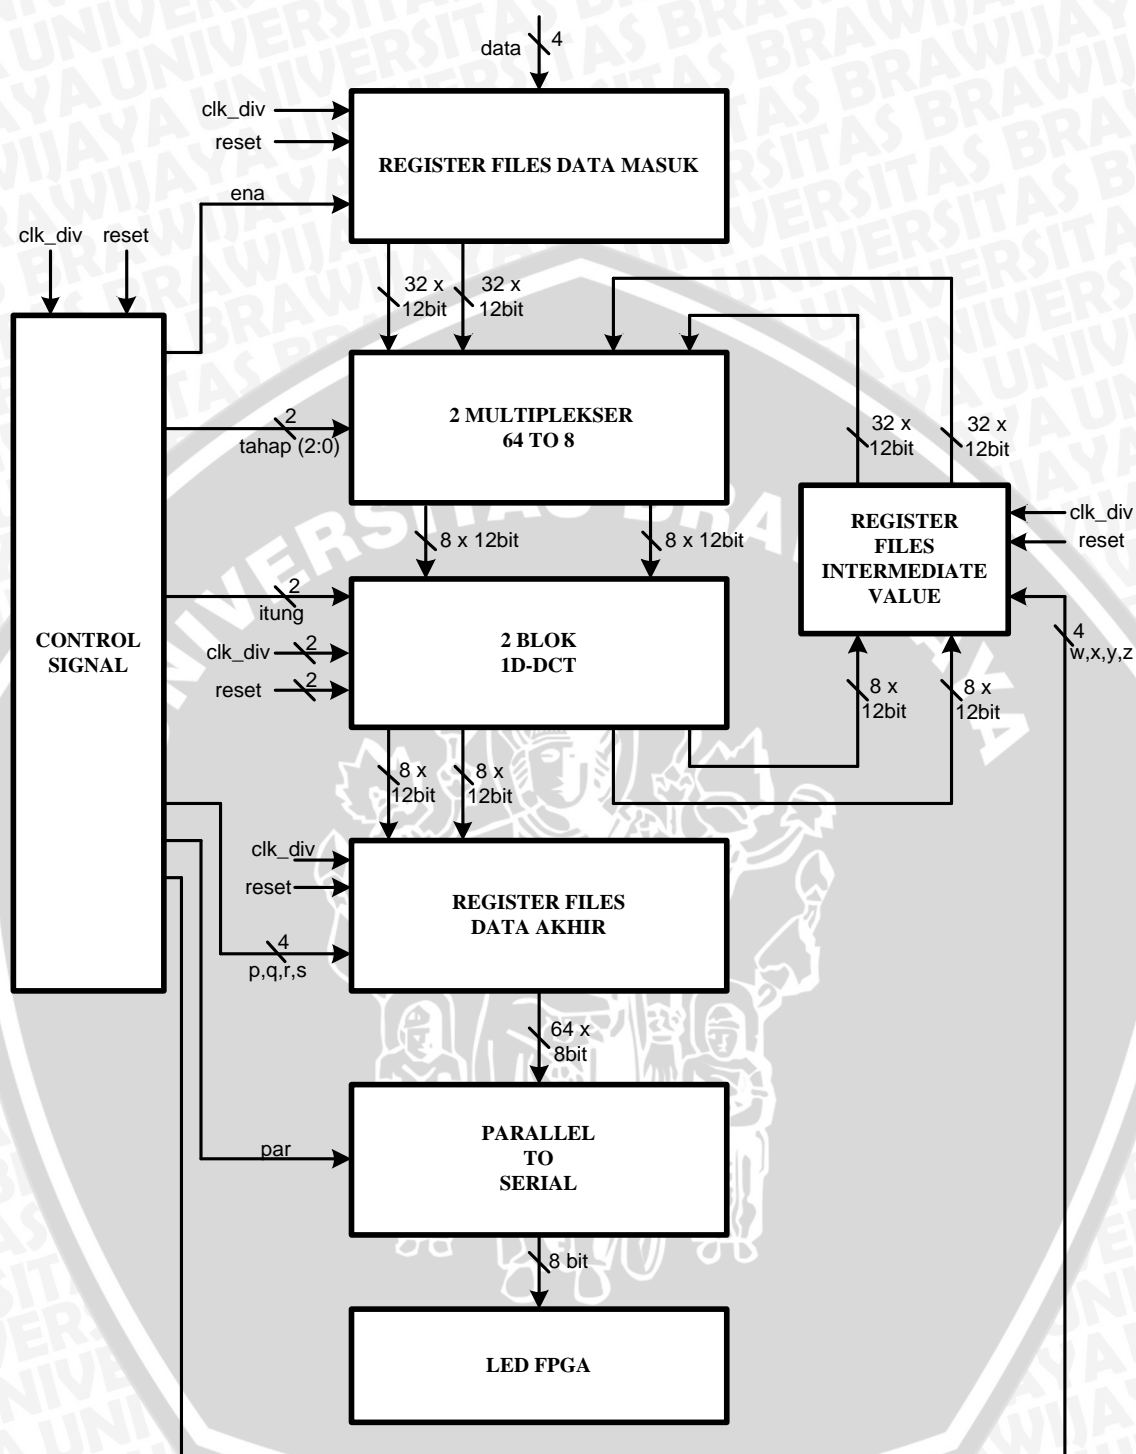 data
4
clk_div
reset
REGISTER FILES DATA MASUK
ena
clk_div reset
32 x
12bit
32 x
12bit
2
tahap (2:0)
2 MULTIPLEKSER
64 TO 8
32 x
12bit
32 x
12bit
8 x 12bit
8 x 12bit
REGISTER
FILES
INTERMEDIATE
VALUE
clk_div
reset
4
w,x,y,z
CONTROL
SIGNAL
2
itung
clk_div
2
reset
2
2 BLOK
1D-DCT
8 x
12bit
8 x
12bit
8 x
12bit
8 x
12bit
clk_div
reset
4
p,q,r,s
REGISTER FILES
DATA AKHIR
64 x
8bit
par
PARALLEL
TO
SERIAL
8 bit
LED FPGA
UNIVERSITAS BRAWIJAYA